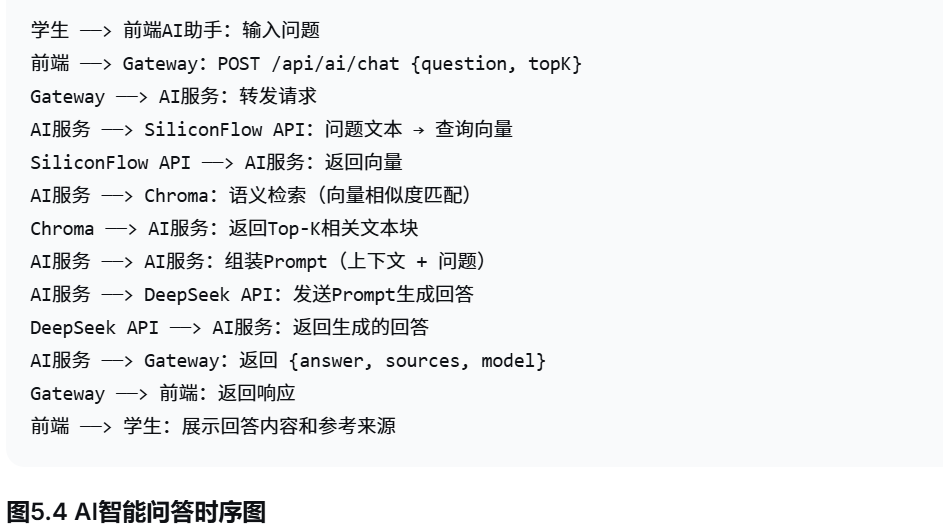 学生 ——> 前端AI助手：输入问题
前端 ——> Gateway：POST /api/ai/chat {question, topK}
Gateway ——> AI服务：转发请求
AI服务 ——> SiliconFlow API：问题文本 → 查询向量
SiliconFlow API ——> AI服务：返回向量
AI服务 ——> Chroma：语义检索（向量相似度匹配）
Chroma ——> AI服务：返回Top-K相关文本块
AI服务 ——> AI服务：组装Prompt（上下文 + 问题）
AI服务 ——> DeepSeek API：发送Prompt生成回答
DeepSeek API ——> AI服务：返回生成的回答
AI服务 ——> Gateway：返回 {answer, sources, model}
Gateway ——> 前端：返回响应
前端 ——> 学生：展示回答内容和参考来源
图5.4 AI智能问答时序图